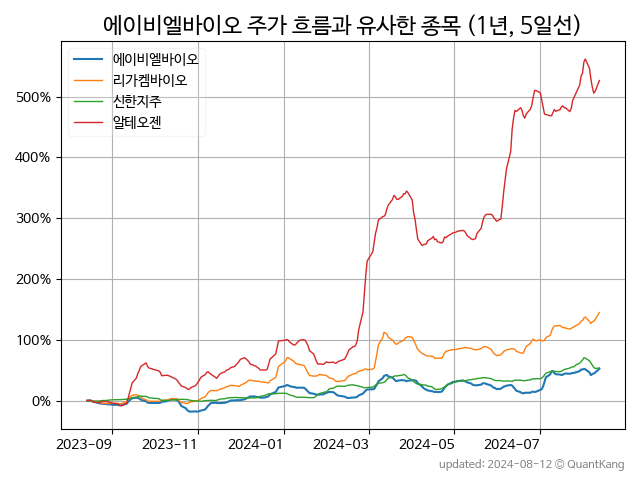 에이비엘바이오 주가 흐름과 유사한 종목 (1년, 5일선)
에이비엘바이오
리가켐바이오
신한지주
알테오젠
500%
400%
300%
200%
100%
0%
2023-09 2023-11 2024-01 2024-03 2024-05 2024-07
updated: 2024-08-12 © QuantKang